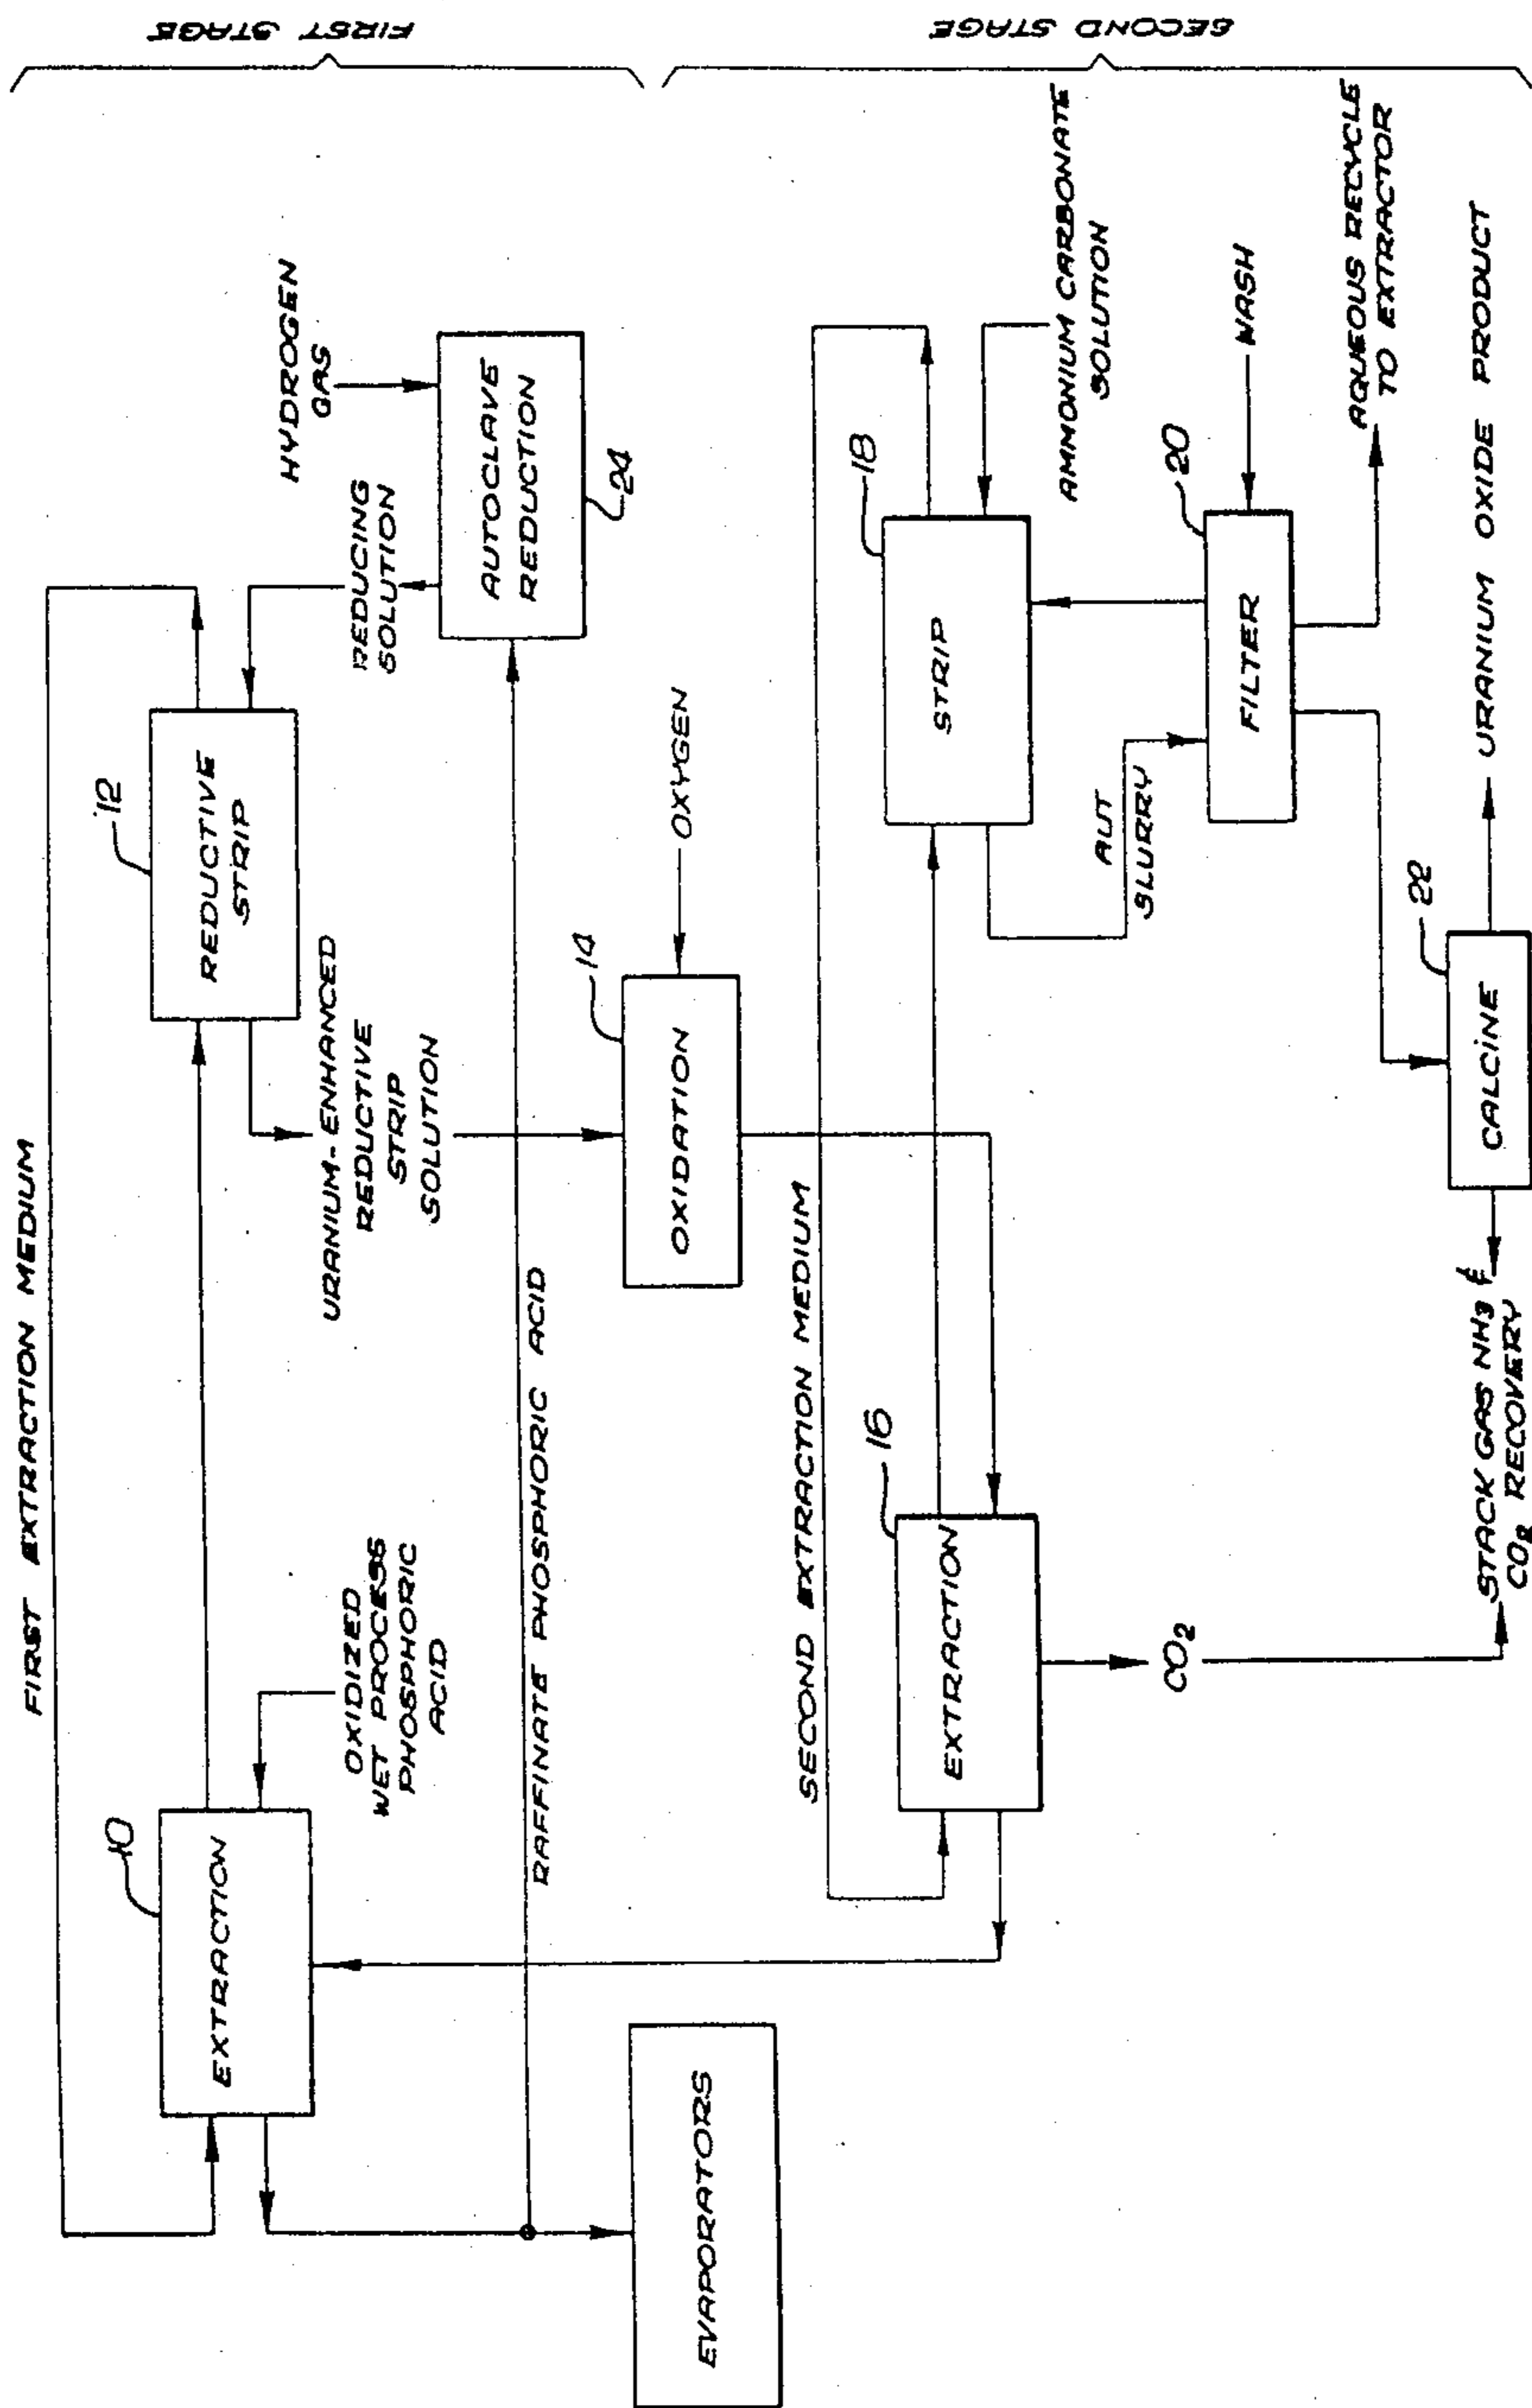 FIRST STAGE
SECOND STAGE
FIRST EXTRACTION MEDIUM
10
EXTRACTION
OXIDIZED
WET PROCESS
PHOSPHORIC
ACID
12
REDUCTIVE
STRIP
URANIUM-ENHANCED
REDUCTIVE
STRIP
SOLUTION
HYDROGEN
GAS
REDUCING
SOLUTION
AUTOCLAVE
REDUCTION
24
RAFFINATE PHOSPHORIC ACID
EVAPORATORS
14
OXIDATION
OXYGEN
SECOND EXTRACTION MEDIUM
16
EXTRACTION
CO2
18
STRIP
AMMONIUM CARBONATE
SOLUTION
AUT
SLURRY
20
FILTER
WASH
AQUEOUS RECYCLE
TO EXTRACTOR
22
CALCINE
URANIUM OXIDE PRODUCT
STACK GAS NH3 &
CO2 RECOVERY